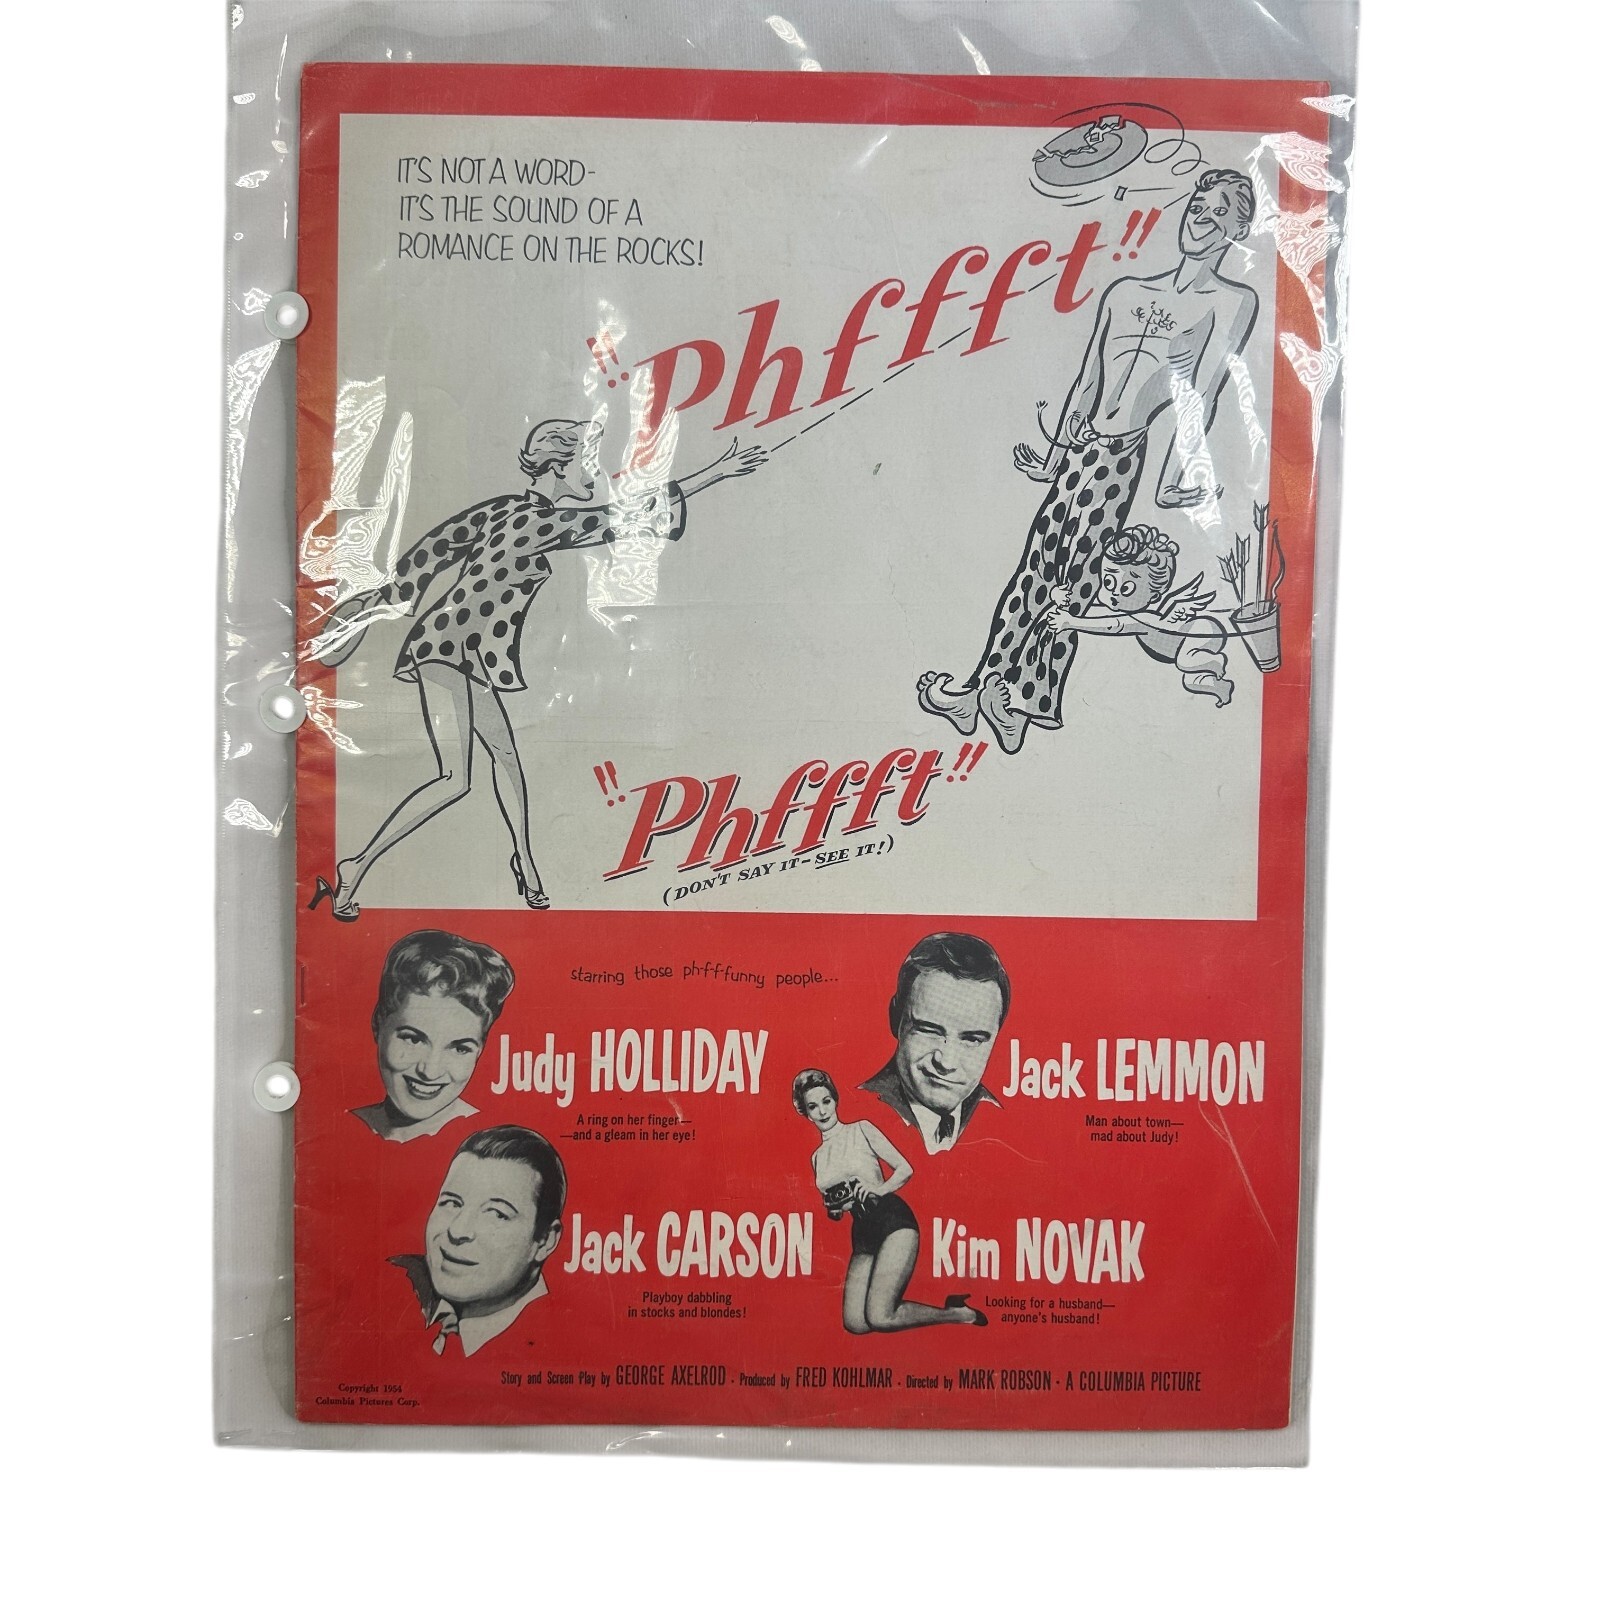 IT'S NOT A WORD-
IT'S THE SOUND OF A
ROMANCE ON THE ROCKS!
"Phffft"
!! !!
"Phffft"
!! !!
(DON'T SAY IT-SEE IT!)
starring those ph-f-f-funny people...
Judy HOLLIDAY
A ring on her finger—
—and a gleam in her eye!
Jack LEMMON
Man about town—
mad about Judy!
Jack CARSON
Playboy dabbling
in stocks and blondes!
Kim NOVAK
Looking for a husband—
anyone's husband!
Story and Screen Play by GEORGE AXELROD · Produced by FRED KOHLMAR · Directed by MARK ROBSON · A COLUMBIA PICTURE
Copyright 1954
Columbia Pictures Corp.